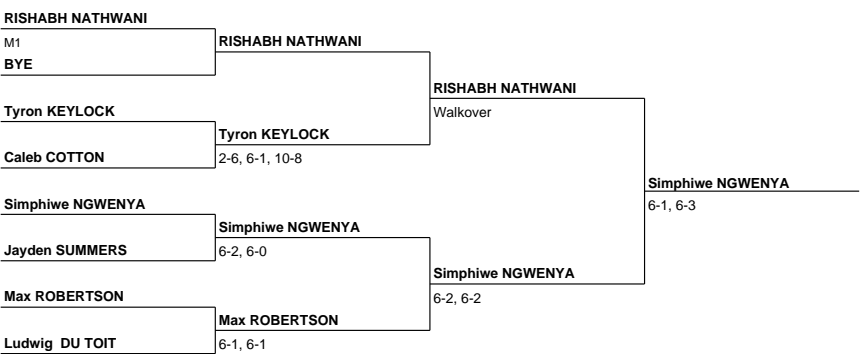 RISHABH NATHWANI
M1
BYE
RISHABH NATHWANI
RISHABH NATHWANI
Walkover
Tyron KEYLOCK
Tyron KEYLOCK
Caleb COTTON
2-6, 6-1, 10-8
Simphiwe NGWENYA
6-1, 6-3
Simphiwe NGWENYA
Simphiwe NGWENYA
Jayden SUMMERS
6-2, 6-0
Simphiwe NGWENYA
6-2, 6-2
Max ROBERTSON
Max ROBERTSON
Ludwig  DU TOIT
6-1, 6-1